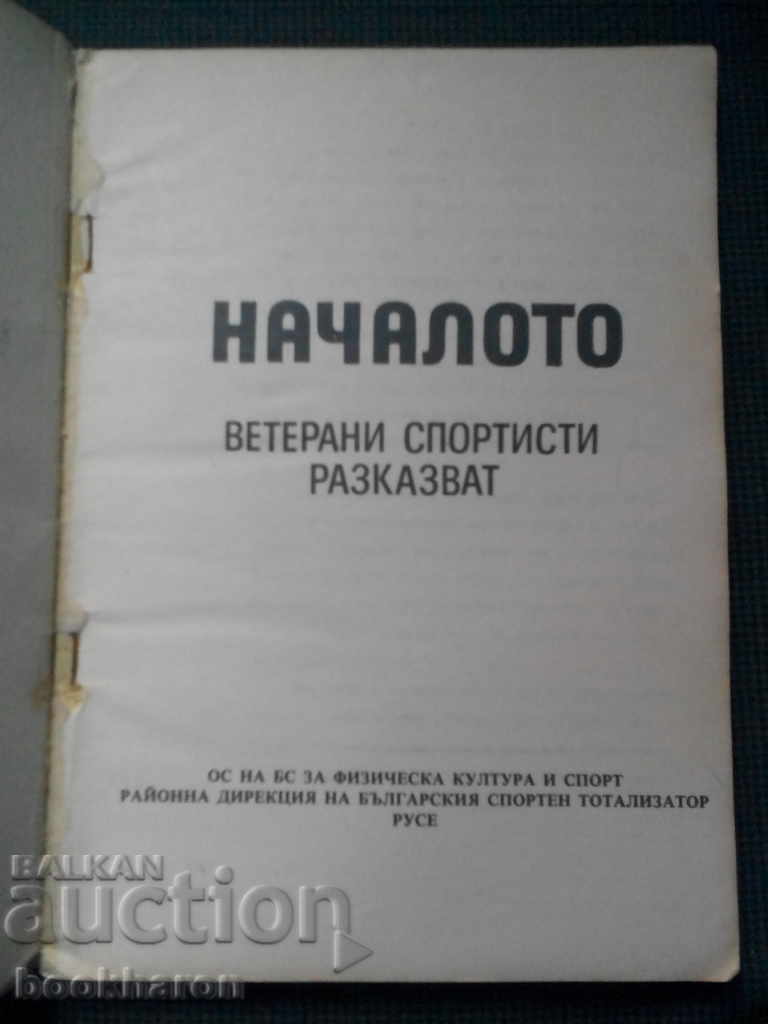 НАЧАЛОТО
ВЕТЕРАНИ СПОРТИСТИ
РАЗКАЗВАТ
ОС НА БС ЗА ФИЗИЧЕСКА КУЛТУРА И СПОРТ
РАЙОННА ДИРЕКЦИЯ НА БЪЛГАРСКИЯ СПОРТЕН ТОТАЛИЗАТОР
РУСЕ
BALKAN
auction
bookharon